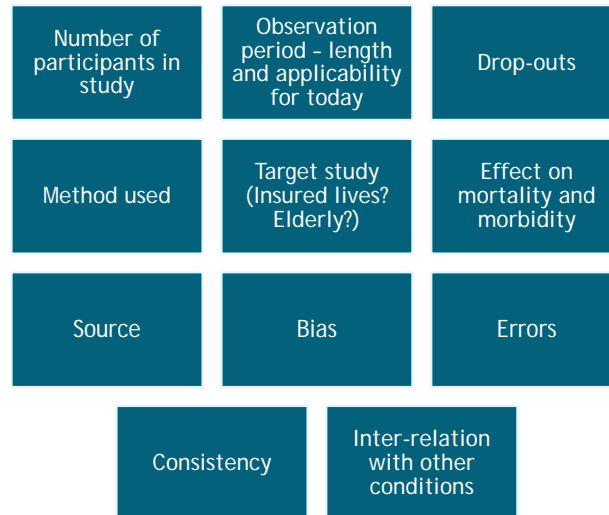 Number of
participants in
study
Observation
period - length
and applicability
for today
Drop-outs
Method used
Target study
(Insured lives?
Elderly?)
Effect on
mortality and
morbidity
Source
Bias
Errors
Consistency
Inter-relation
with other
conditions